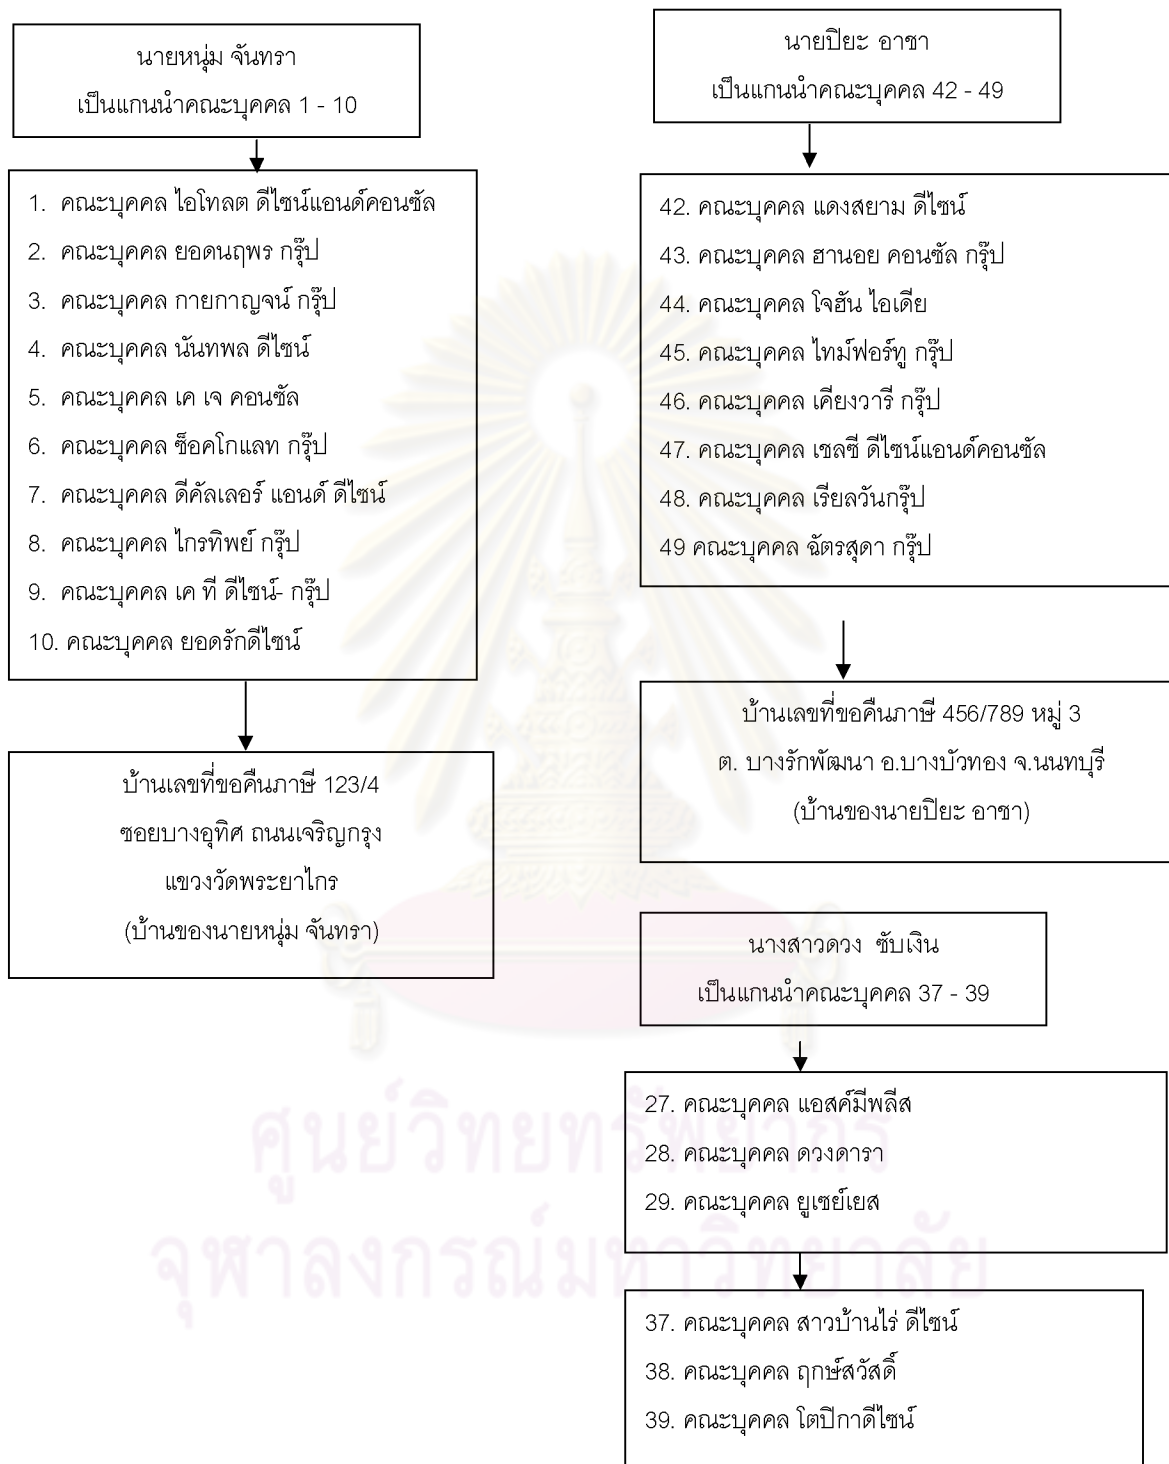 นายหนุ่ม จันทรา
เป็นแกนนำคณะบุคคล 1 - 10
1. คณะบุคคล ไอโทลต ดีไซน์แอนด์คอนซัล
2. คณะบุคคล ยอดนฤพร กรุ๊ป
3. คณะบุคคล กายกาญจน์ กรุ๊ป
4. คณะบุคคล นันทพล ดีไซน์
5. คณะบุคคล เค เจ คอนซัล
6. คณะบุคคล ซ็อคโกแลท กรุ๊ป
7. คณะบุคคล ดีคัลเลอร์ แอนด์ ดีไซน์
8. คณะบุคคล ไกรทิพย์ กรุ๊ป
9. คณะบุคคล เค ที ดีไซน์- กรุ๊ป
10. คณะบุคคล ยอดรักดีไซน์
บ้านเลขที่ขอคืนภาษี 123/4
ซอยบางอุทิศ ถนนเจริญกรุง
แขวงวัดพระยาไกร
(บ้านของนายหนุ่ม จันทรา)
นายปิยะ อาชา
เป็นแกนนำคณะบุคคล 42 - 49
42. คณะบุคคล แดงสยาม ดีไซน์
43. คณะบุคคล ฮานอย คอนซัล กรุ๊ป
44. คณะบุคคล โจฮัน ไอเดีย
45. คณะบุคคล ไทม์ฟอร์ทู กรุ๊ป
46. คณะบุคคล เคียงวารี กรุ๊ป
47. คณะบุคคล เชลซี ดีไซน์แอนด์คอนซัล
48. คณะบุคคล เรียลวันกรุ๊ป
49 คณะบุคคล ฉัตรสุดา กรุ๊ป
บ้านเลขที่ขอคืนภาษี 456/789 หมู่ 3
ต. บางรักพัฒนา อ.บางบัวทอง จ.นนทบุรี
(บ้านของนายปิยะ อาชา)
นางสาวดวง ซับเงิน
เป็นแกนนำคณะบุคคล 37 - 39
27. คณะบุคคล แอสค์มีพลีส
28. คณะบุคคล ดวงดารา
29. คณะบุคคล ยูเซย์เยส
37. คณะบุคคล สาวบ้านไร่ ดีไซน์
38. คณะบุคคล ฤกษ์สวัสดิ์
39. คณะบุคคล โตปิกาดีไซน์
ศูนย์วิทยทรัพยากร
จุฬาลงกรณ์มหาวิทยาลัย